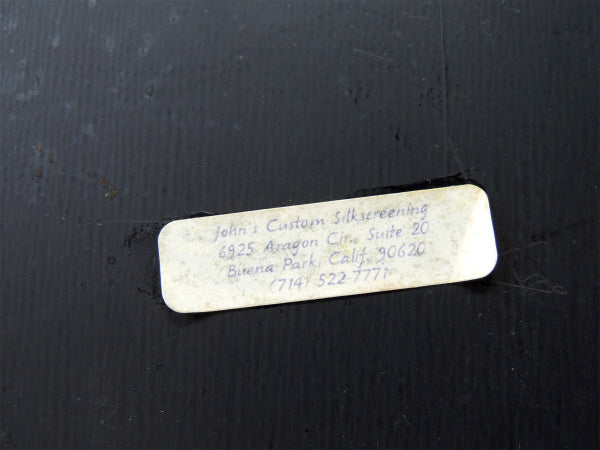 John's Custom Silkscreening
6925 Aragon Cir., Suite 20
Buena Park, Calif. 90620
(714) 522-7771